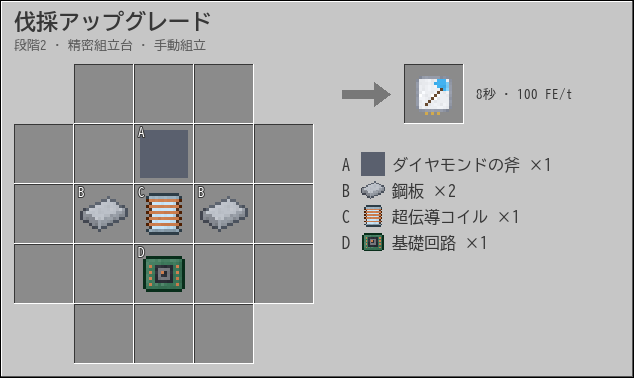 伐採アップグレード
段階2 · 精密組立台 · 手動組立
8秒 · 100 FE/t
A
B
C
B
D
A ダイヤモンドの斧 ×1
B 鋼板 ×2
C 超伝導コイル ×1
D 基礎回路 ×1